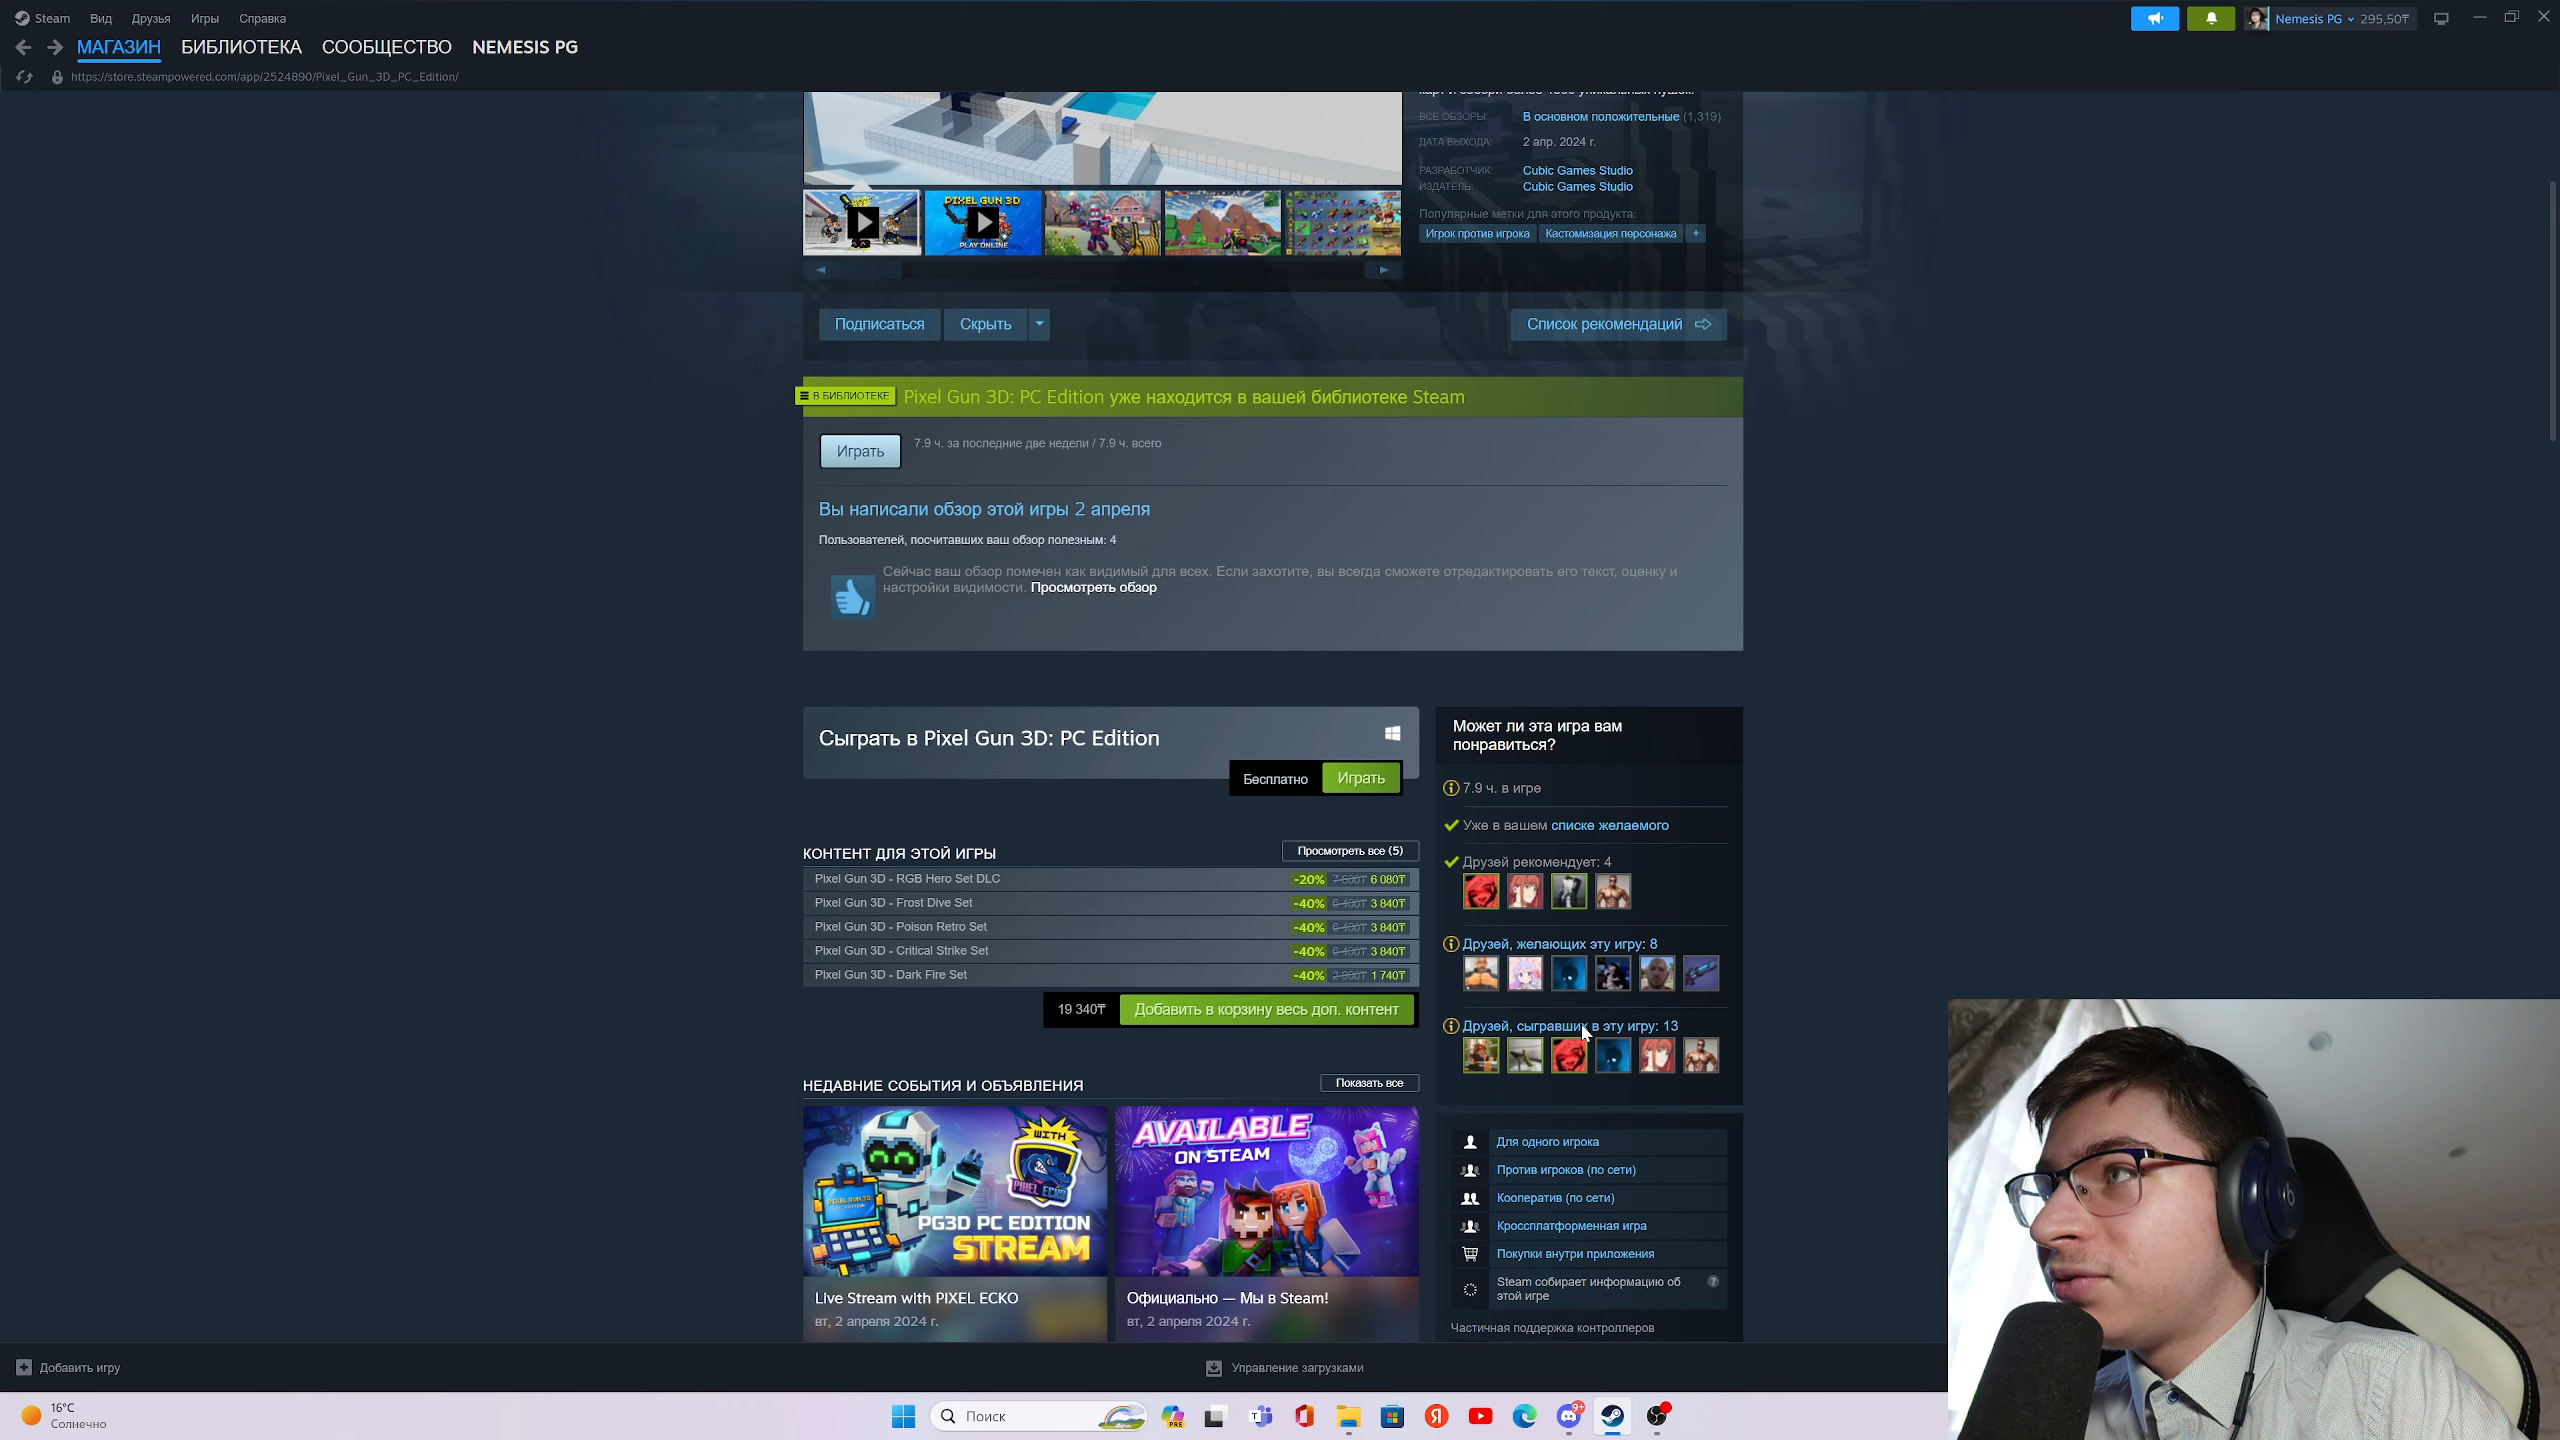 Steam Вид Друзья Игры Справка
Nemesis PG 295,50₸
МАГАЗИН БИБЛИОТЕКА СООБЩЕСТВО NEMESIS PG
https://store.steampowered.com/app/2524890/Pixel_Gun_3D_PC_Edition/
ВСЕ ОБЗОРЫ: В основном положительные (1,319)
ДАТА ВЫХОДА: 2 апр. 2024 г.
РАЗРАБОТЧИК: Cubic Games Studio
ИЗДАТЕЛЬ: Cubic Games Studio
Популярные метки для этого продукта:
Игрок против игрока Кастомизация персонажа +
PIXEL GUN 3D
PLAY ONLINE
Подписаться Скрыть Список рекомендаций
В БИБЛИОТЕКЕ Pixel Gun 3D: PC Edition уже находится в вашей библиотеке Steam
Играть 7.9 ч. за последние две недели / 7.9 ч. всего
Вы написали обзор этой игры 2 апреля
Пользователей, посчитавших ваш обзор полезным: 4
Сейчас ваш обзор помечен как видимый для всех. Если захотите, вы всегда сможете отредактировать его текст, оценку и
настройки видимости. Просмотреть обзор
Сыграть в Pixel Gun 3D: PC Edition
Бесплатно Играть
КОНТЕНТ ДЛЯ ЭТОЙ ИГРЫ Просмотреть все (5)
Pixel Gun 3D - RGB Hero Set DLC -20% 6 080₸
Pixel Gun 3D - Frost Dive Set -40% 3 840₸
Pixel Gun 3D - Poison Retro Set -40% 3 840₸
Pixel Gun 3D - Critical Strike Set -40% 3 840₸
Pixel Gun 3D - Dark Fire Set -40% 1 740₸
19 340₸ Добавить в корзину весь доп. контент
НЕДАВНИЕ СОБЫТИЯ И ОБЪЯВЛЕНИЯ Показать все
WITH
PIXEL ECKO
PG3D PC EDITION
STREAM
Live Stream with PIXEL ECKO
вт, 2 апреля 2024 г.
AVAILABLE
ON STEAM
Официально — Мы в Steam!
вт, 2 апреля 2024 г.
Может ли эта игра вам
понравиться?
7.9 ч. в игре
Уже в вашем списке желаемого
Друзей рекомендует: 4
Друзей, желающих эту игру: 8
Друзей, сыгравших в эту игру: 13
Для одного игрока
Против игроков (по сети)
Кооператив (по сети)
Кроссплатформенная игра
Покупки внутри приложения
Steam собирает информацию об
этой игре
?
Частичная поддержка контроллеров
Добавить игру Управление загрузками
16°C
Солнечно
Поиск
PRE
Я
9+